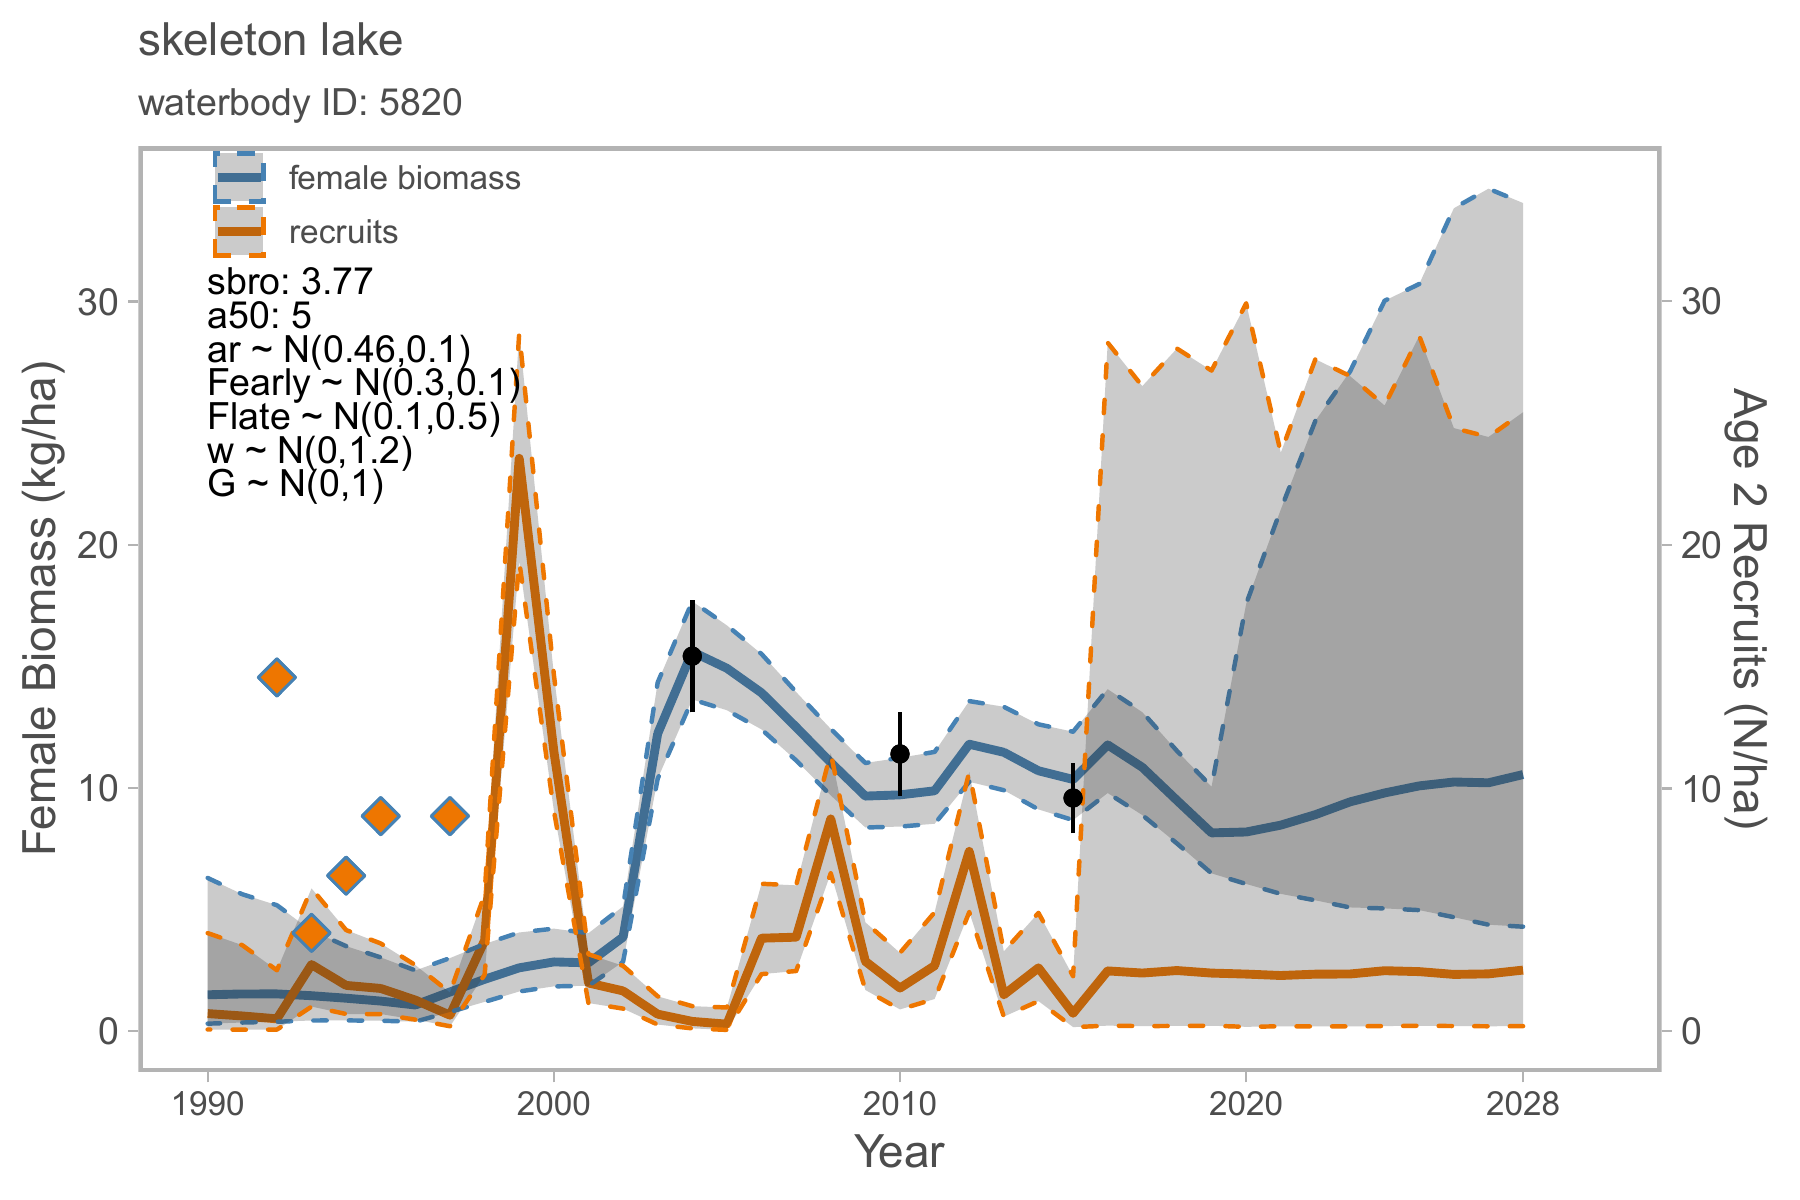 skeleton lake
waterbody ID: 5820
female biomass
recruits
sbro: 3.77
a50: 5
ar ~ N(0.46,0.1)
Fearly ~ N(0.3,0.1)
Flate ~ N(0.1,0.5)
w ~ N(0,1.2)
G ~ N(0,1)
Female Biomass (kg/ha)
30
20
10
0
Age 2 Recruits (N/ha)
30
20
10
0
1990
2000
2010
2020
2028
Year